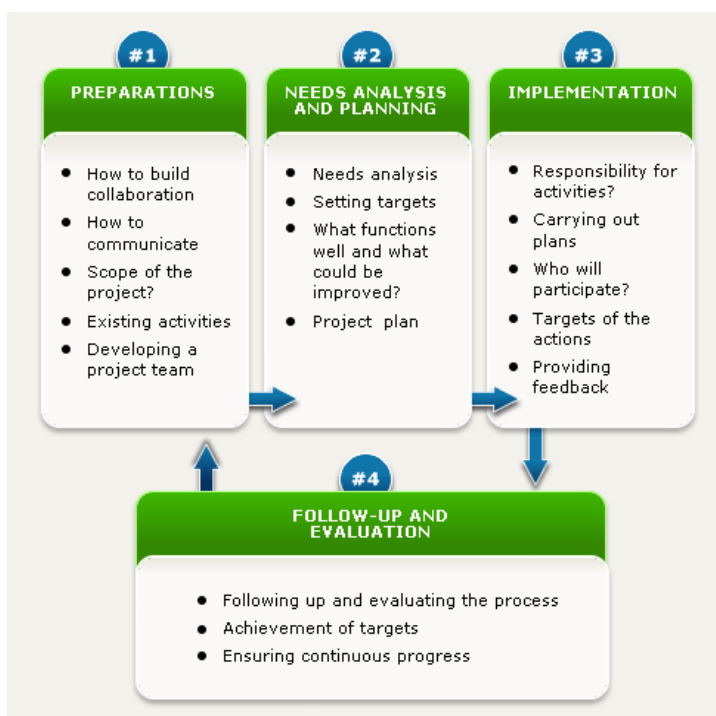 #1
PREPARATIONS
• How to build
collaboration
• How to
communicate
• Scope of the
project?
• Existing activities
• Developing a
project team
#2
NEEDS ANALYSIS
AND PLANNING
• Needs analysis
• Setting targets
• What functions
well and what
could be
improved?
• Project plan
#3
IMPLEMENTATION
• Responsibility for
activities?
• Carrying out
plans
• Who will
participate?
• Targets of the
actions
• Providing
feedback
#4
FOLLOW-UP AND
EVALUATION
• Following up and evaluating the process
• Achievement of targets
• Ensuring continuous progress